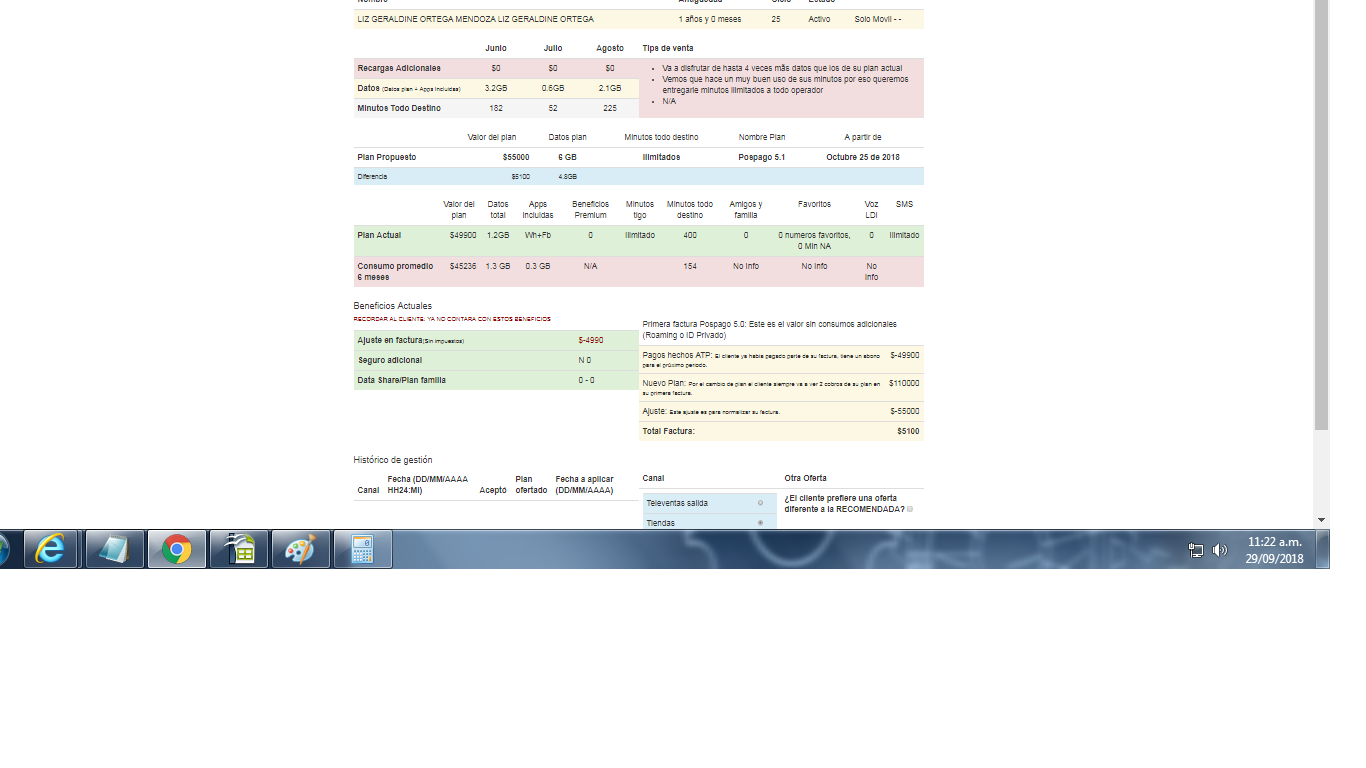 LIZ GERALDINE ORTEGA MENDOZA LIZ GERALDINE ORTEGA 1 años y 0 meses 25 Activo Solo Movil - -
Junio Julio Agosto Tips de venta
Recargas Adicionales $0 $0 $0
Datos (Datos plan + Apps Incluidas) 3.2GB 0.6GB 2.1GB
Minutos Todo Destino 182 52 225
Va a disfrutar de hasta 4 veces más datos que los de su plan actual
Vemos que hace un muy buen uso de sus minutos por eso queremos
entregarle minutos ilimitados a todo operador
N/A
Valor del plan Datos plan Minutos todo destino Nombre Plan A partir de
Plan Propuesto $55000 6 GB Ilimitados Pospago 5.1 Octubre 25 de 2018
Diferencia $5100 4.8GB
Valor del plan Datos total Apps Incluidas Beneficios Premium Minutos tigo Minutos todo destino Amigos y familia Favoritos Voz LDI SMS
Plan Actual $49900 1.2GB Wh+Fb 0 Ilimitado 400 0 0 numeros favoritos, 0 Min NA 0 Ilimitado
Consumo promedio 6 meses $45236 1.3 GB 0.3 GB N/A 154 No Info No Info No Info
Beneficios Actuales
RECORDAR AL CLIENTE: YA NO CONTARA CON ESTOS BENEFICIOS
Ajuste en factura(Sin impuestos) $-4990
Seguro adicional N 0
Data Share/Plan familia 0 - 0
Primera factura Pospago 5.0: Este es el valor sin consumos adicionales
(Roaming o ID Privado)
Pagos hechos ATP: El cliente ya había pagado parte de su factura, tiene un abono $-49900
para el próximo periodo.
Nuevo Plan: Por el cambio de plan el cliente siempre va a ver 2 cobros de su plan en $110000
su primera factura.
Ajuste: Este ajuste es para normalizar su factura. $-55000
Total Factura: $5100
Histórico de gestión
Canal Fecha (DD/MM/AAAA HH24:MI) Aceptó Plan ofertado Fecha a aplicar (DD/MM/AAAA)
Canal Otra Oferta
Televentas salida
Tiendas
¿El cliente prefiere una oferta
diferente a la RECOMENDADA?
11:22 a.m.
29/09/2018